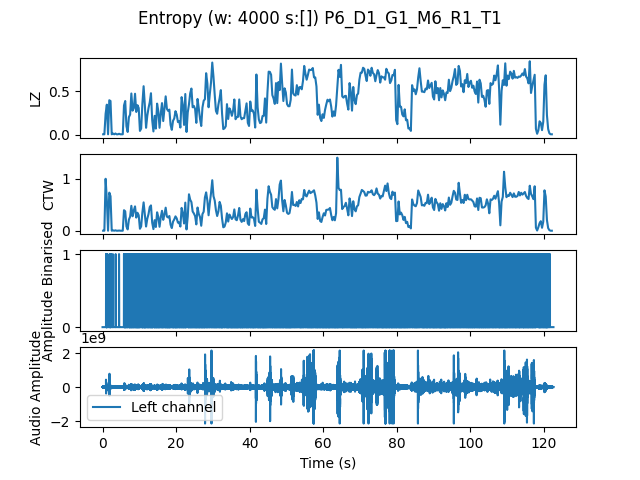 Entropy (w: 4000 s:[]) P6_D1_G1_M6_R1_T1
LZ
0.5
0.0
CTW
1
0
Amplitude Binarised
1
0
1e9
Audio Amplitude
2
0
−2
Left channel
0 20 40 60 80 100 120
Time (s)